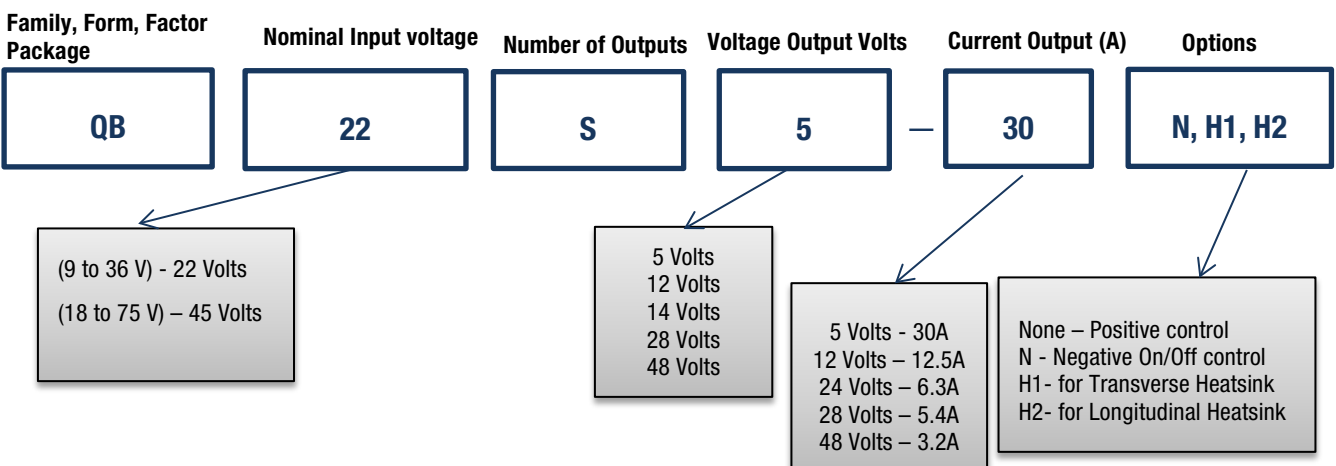 Family, Form, Factor
Package
Nominal Input voltage
Number of Outputs
Voltage Output Volts
Current Output (A)
Options
QB
22
S
5
—
30
N, H1, H2
(9 to 36 V) - 22 Volts
(18 to 75 V) – 45 Volts
5 Volts
12 Volts
14 Volts
28 Volts
48 Volts
5 Volts - 30A
12 Volts – 12.5A
24 Volts – 6.3A
28 Volts – 5.4A
48 Volts – 3.2A
None – Positive control
N - Negative On/Off control
H1- for Transverse Heatsink
H2- for Longitudinal Heatsink